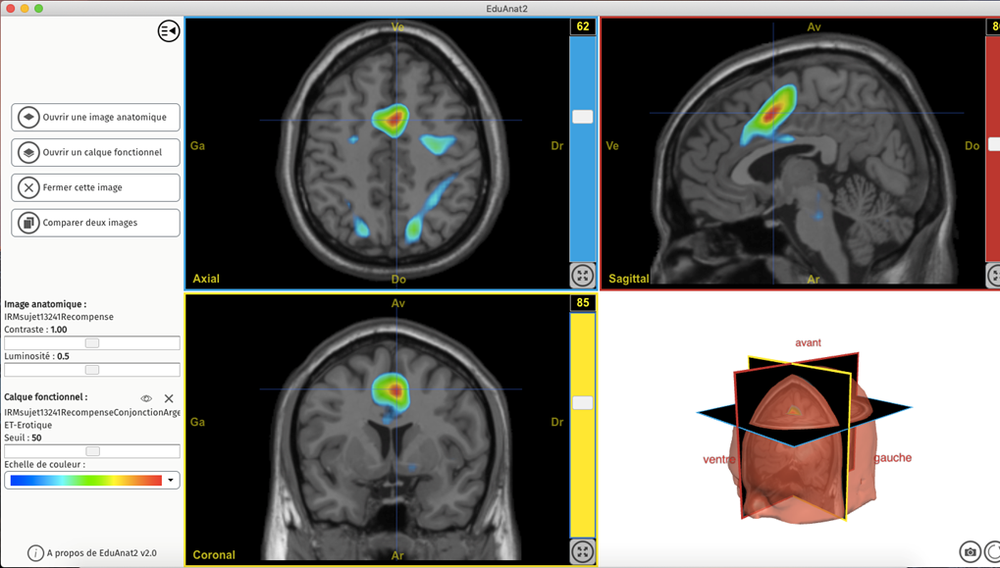 EduAnat2
Ouvrir une image anatomique
Ouvrir un calque fonctionnel
Fermer cette image
Comparer deux images
Image anatomique :
IRMsujet13241Recompense
Contraste : 1.00
Luminosité : 0.5
Calque fonctionnel :
IRMsujet13241RecompenseConjonctionArge
ET-Erotique
Seuil : 50
Echelle de couleur :
i A propos de EduAnat2 v2.0
Ve
62
Ga
Dr
Axial
Do
Av
Ve
Do
Sagittal
Ar
Av
85
Ga
Dr
Coronal
Ar
avant
ventre
gauche